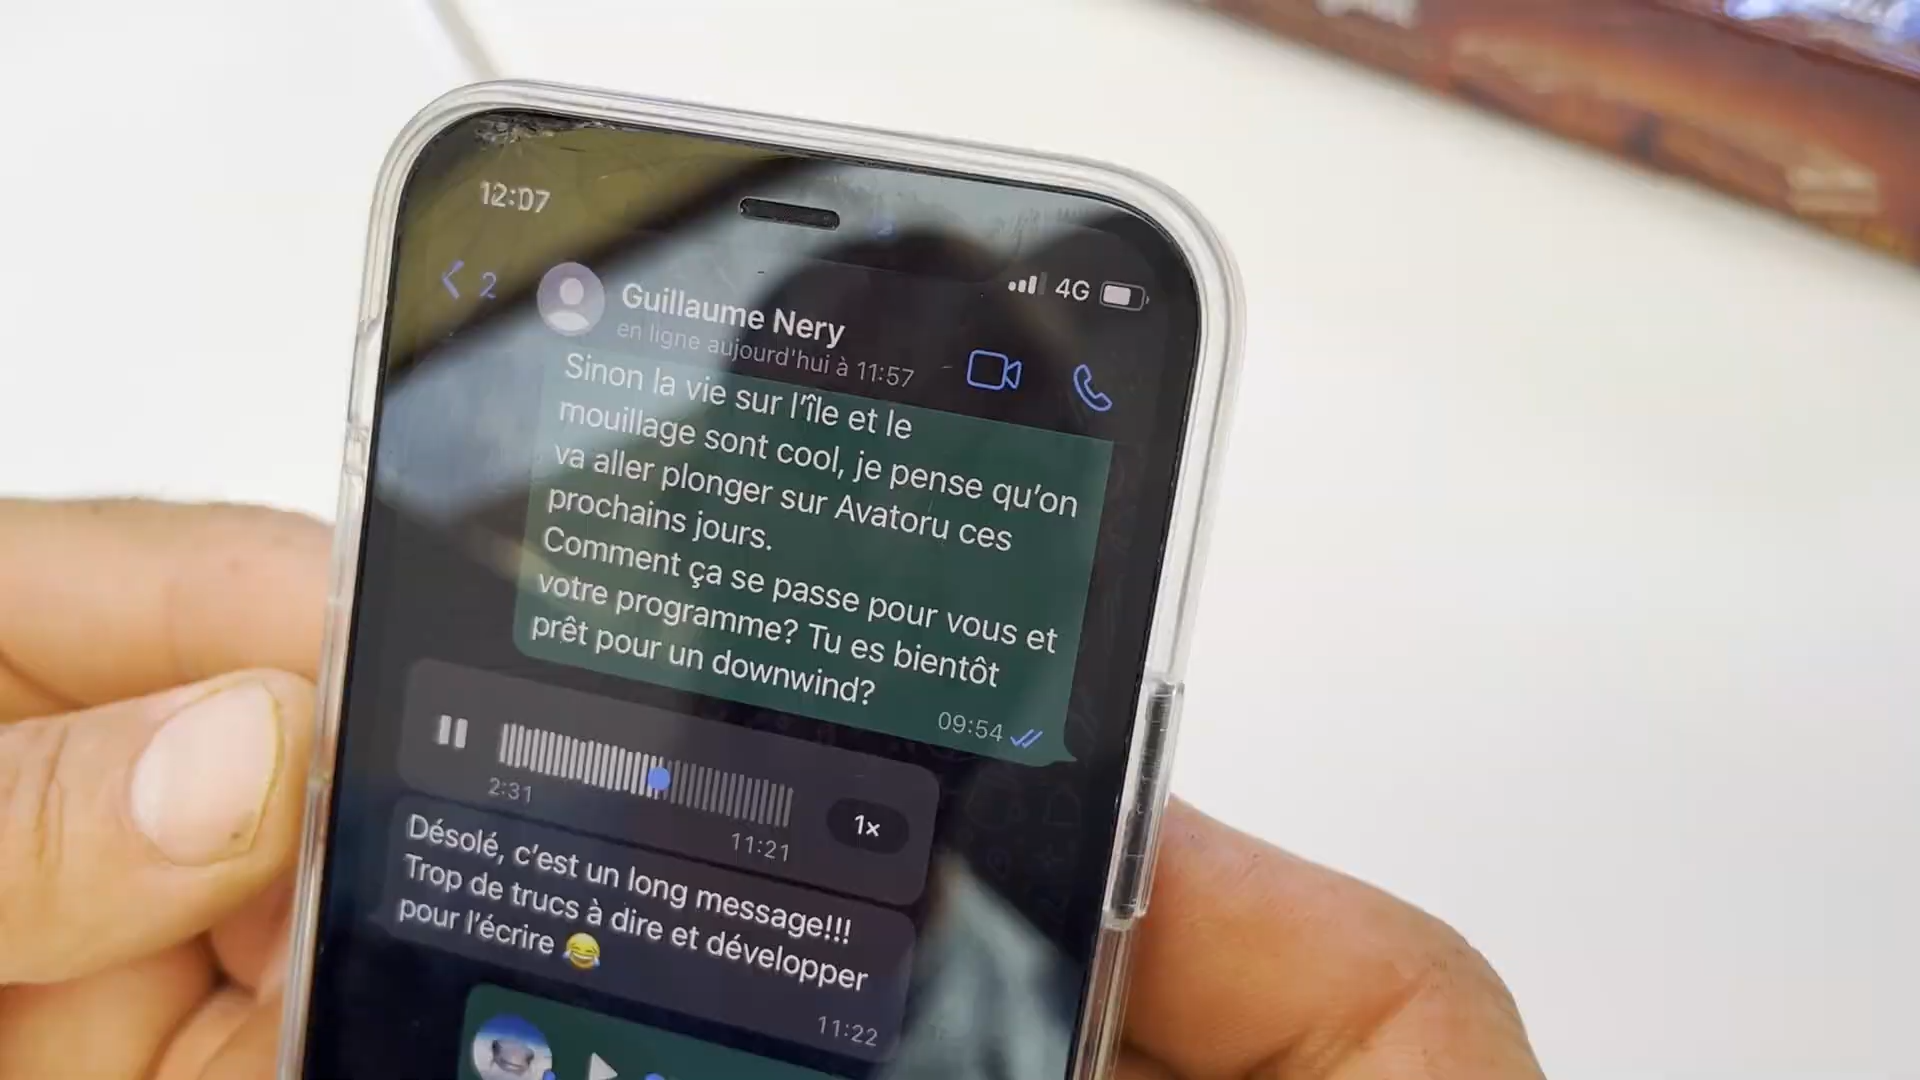 12:07
4G
2
Guillaume Nery
en ligne aujourd'hui à 11:57
Sinon la vie sur l'île et le
mouillage sont cool, je pense qu'on
va aller plonger sur Avatoru ces
prochains jours.
Comment ça se passe pour vous et
votre programme? Tu es bientôt
prêt pour un downwind?
09:54
2:31
11:21
1x
Désolé, c'est un long message!!!
Trop de trucs à dire et développer
pour l'écrire 😂
11:22